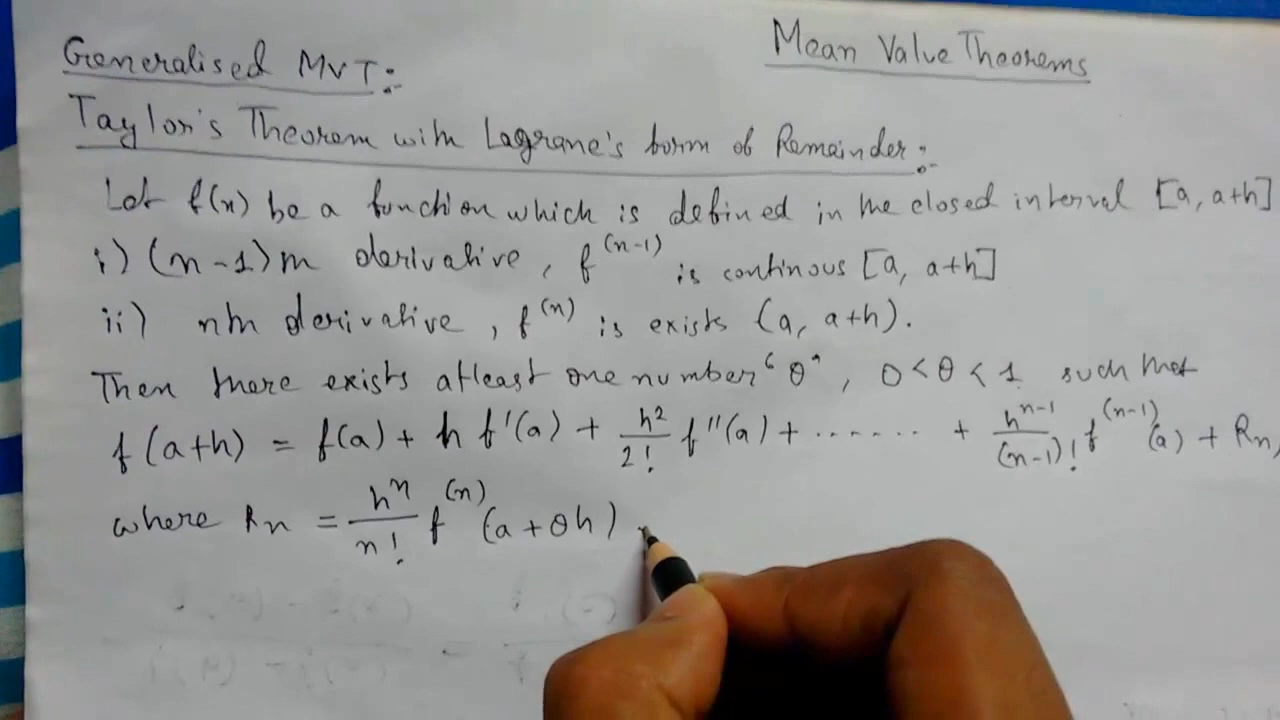 Mean Value Theorems
Generalised MVT:-
Taylor's Theorem with Lagrane's form of Remainder:-
Let f(x) be a function which is defined in the closed interval [a, a+h]
i) (n-1)th derivative, f^(n-1) is continous [a, a+h]
ii) nth derivative, f^(n) is exists (a, a+h).
Then there exists atleast one number "θ", 0<θ<1 such that
f(a+h) = f(a) + h f'(a) + h²/2! f''(a) + ...... + h^(n-1)/(n-1)! f^(n-1)(a) + Rn,
where Rn = h^n/n! f^(n)(a+θh)